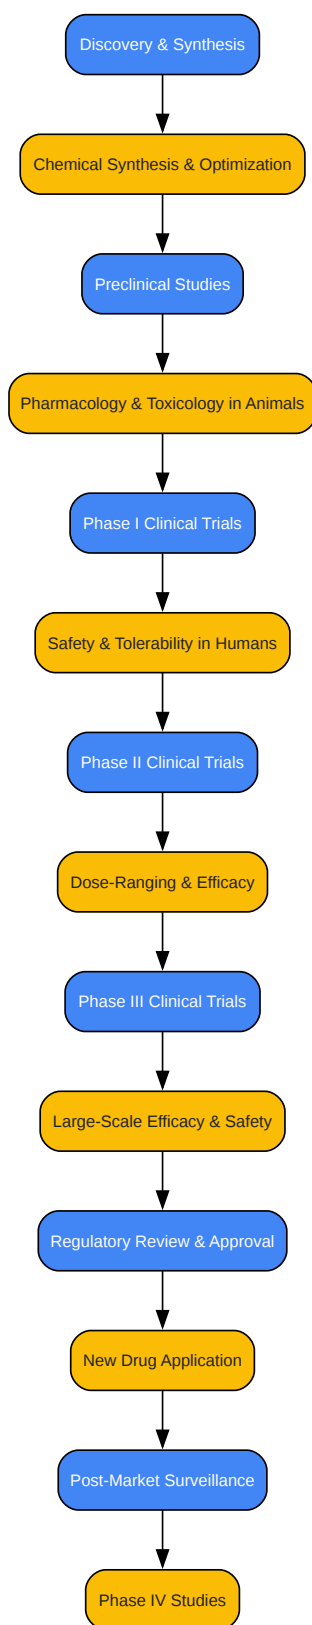 Discovery & Synthesis
Chemical Synthesis & Optimization
Preclinical Studies
Pharmacology & Toxicology in Animals
Phase I Clinical Trials
Safety & Tolerability in Humans
Phase II Clinical Trials
Dose-Ranging & Efficacy
Phase III Clinical Trials
Large-Scale Efficacy & Safety
Regulatory Review & Approval
New Drug Application
Post-Market Surveillance
Phase IV Studies